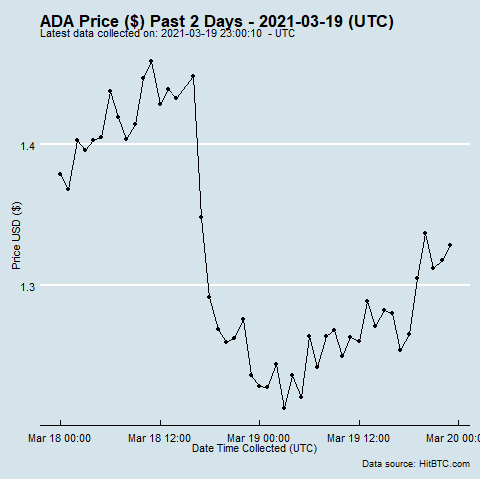 ADA Price ($) Past 2 Days - 2021-03-19 (UTC)
Latest data collected on: 2021-03-19 23:00:10 - UTC
1.4
1.3
Price USD ($)
Mar 18 00:00 Mar 18 12:00 Mar 19 00:00 Mar 19 12:00 Mar 20 00:
Date Time Collected (UTC)
Data source: HitBTC.com